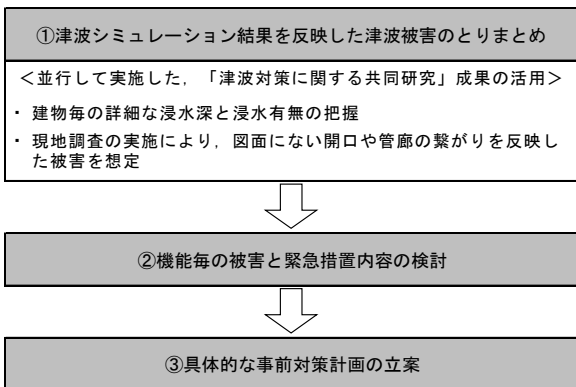 ①津波シミュレーション結果を反映した津波被害のとりまとめ
＜並行して実施した，「津波対策に関する共同研究」成果の活用＞
・ 建物毎の詳細な浸水深と浸水有無の把握
・ 現地調査の実施により，図面にない開口や管廊の繋がりを反映し
た被害を想定
②機能毎の被害と緊急措置内容の検討
③具体的な事前対策計画の立案